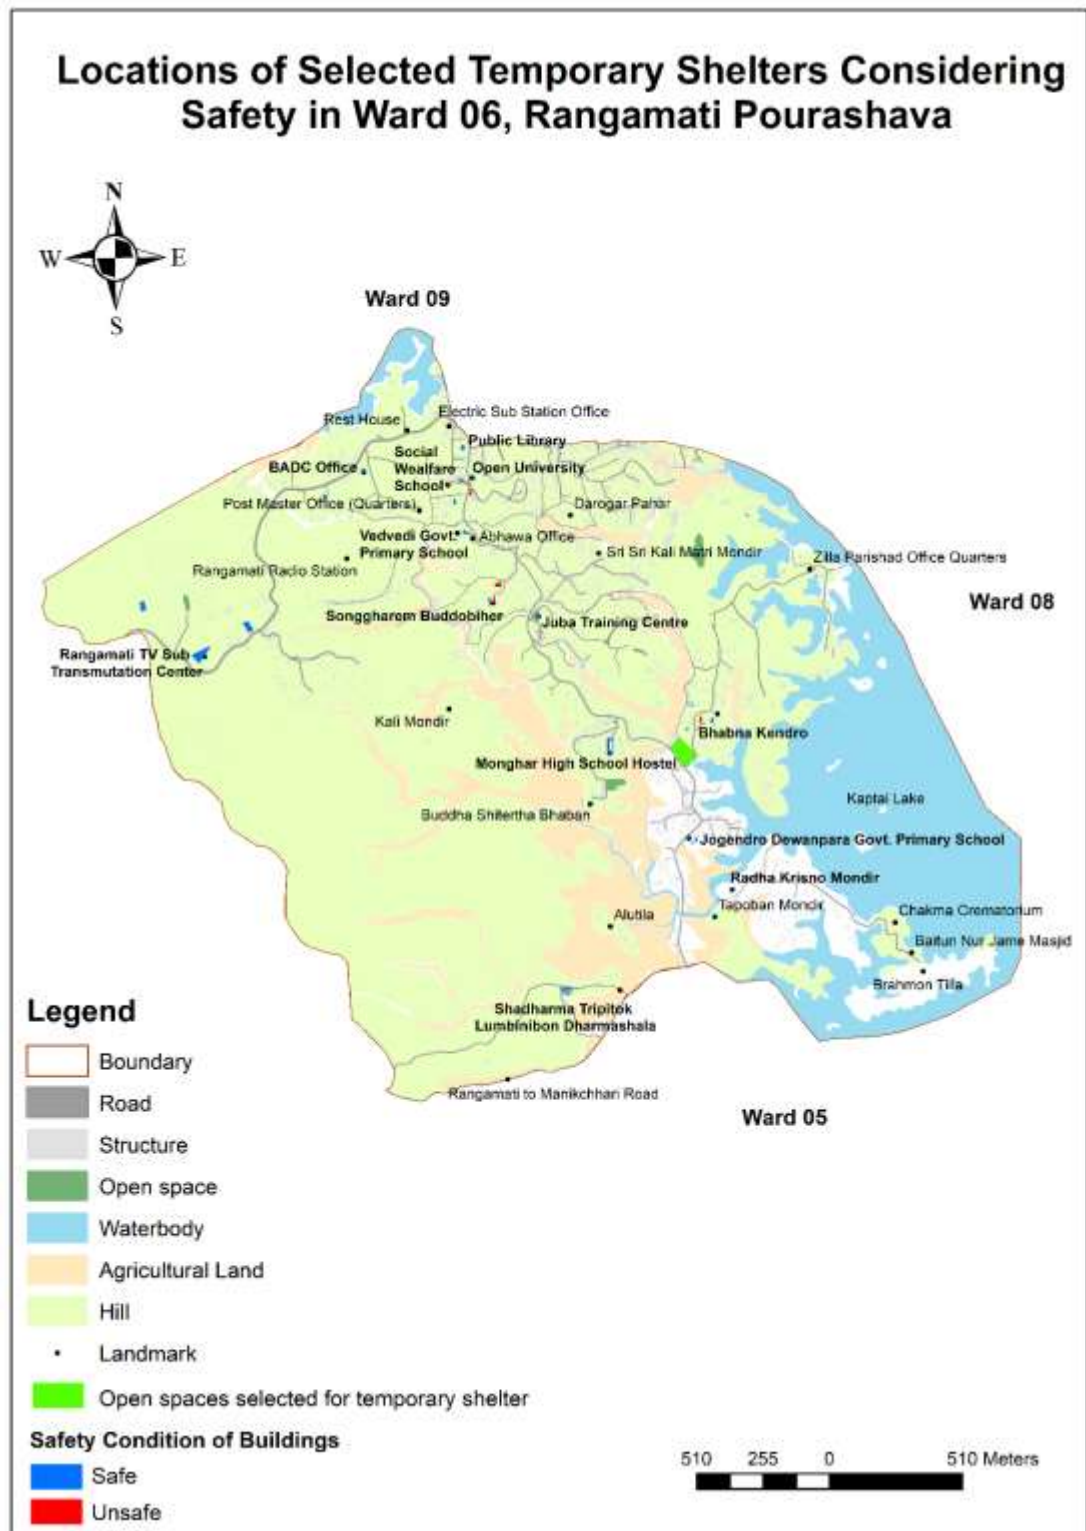 Locations of Selected Temporary Shelters Considering
Safety in Ward 06, Rangamati Pourashava
N
W
E
S
Ward 09
Rest House
Electric Sub Station Office
Public Library
Social
Wealfare
School
BADC Office
Open University
Post Master Office (Quarters)
Darogar Pahar
Vedvedi Govt.
Primary School
Abhawa Office
Sri Sri Kali Matri Mondir
Zilla Parishad Office Quarters
Rangamati Radio Station
Ward 08
Songgharem Buddobiher
Juba Training Centre
Rangamati TV Sub
Transmutation Center
Kali Mondir
Bhabna Kendro
Monghar High School Hostel
Kaptai Lake
Buddha Shitertha Bhaban
Jogendro Dewanpara Govt. Primary School
Radha Krisno Mondir
Tapoban Mondir
Chakma Crematorium
Alutila
Baitun Nur Jame Masjid
Brahmon Tilla
Shadharma Tripitok
Lumbinibon Dharmashala
Rangamati to Manikchhari Road
Ward 05
Legend
Boundary
Road
Structure
Open space
Waterbody
Agricultural Land
Hill
Landmark
Open spaces selected for temporary shelter
Safety Condition of Buildings
Safe
Unsafe
510 255 0 510 Meters